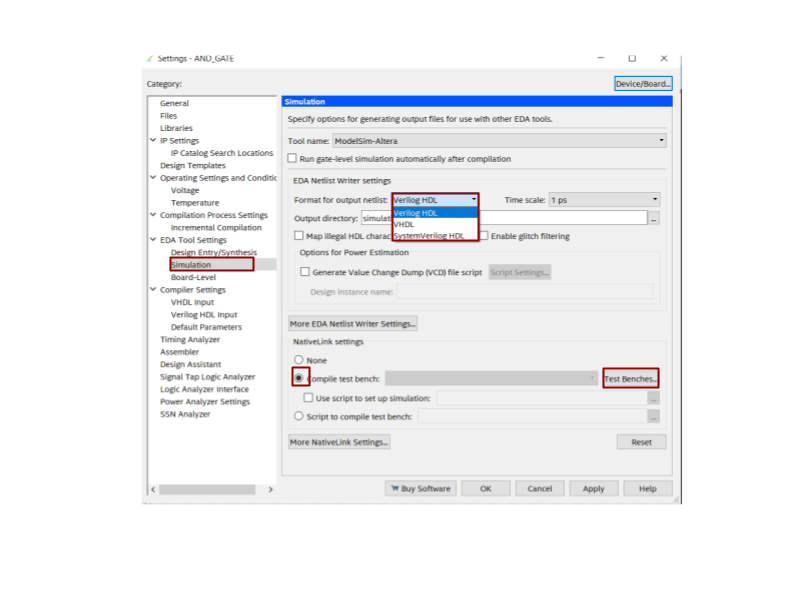 Settings - AND_GATE
Category:
Device/Board...
General
Files
Libraries
IP Settings
IP Catalog Search Locations
Design Templates
Operating Settings and Conditic
Voltage
Temperature
Compilation Process Settings
Incremental Compilation
EDA Tool Settings
Design Entry/Synthesis
Simulation
Board-Level
Compiler Settings
VHDL Input
Verilog HDL Input
Default Parameters
Timing Analyzer
Assembler
Design Assistant
Signal Tap Logic Analyzer
Logic Analyzer Interface
Power Analyzer Settings
SSN Analyzer
Simulation
Specify options for generating output files for use with other EDA tools.
Tool name: ModelSim-Altera
Run gate-level simulation automatically after compilation
EDA Netlist Writer settings
Format for output netlist: Verilog HDL Time scale: 1 ps
Verilog HDL
VHDL
SystemVerilog HDL
Output directory: simulat ...
Map illegal HDL charac Enable glitch filtering
Options for Power Estimation
Generate Value Change Dump (VCD) file script Script Settings...
Design instance name:
More EDA Netlist Writer Settings...
NativeLink settings
None
Compile test bench: Test Benches...
Use script to set up simulation: ...
Script to compile test bench: ...
More NativeLink Settings... Reset
Buy Software OK Cancel Apply Help